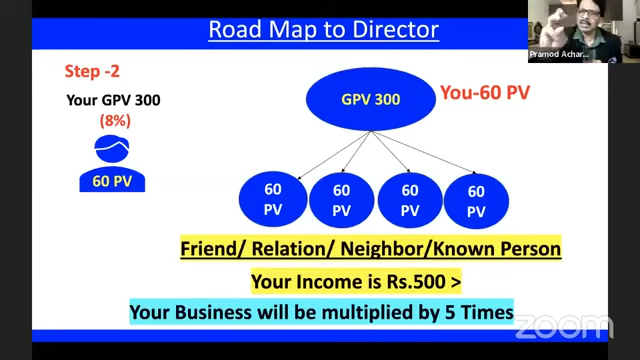 Road Map to Director
Pramod Achar...
Step -2
Your GPV 300
(8%)
60 PV
GPV 300
You-60 PV
60
PV
60
PV
60
PV
60
PV
Friend/ Relation/ Neighbor/Known Person
Your Income is Rs.500 >
Your Business will be multiplied by 5 Times
zoom